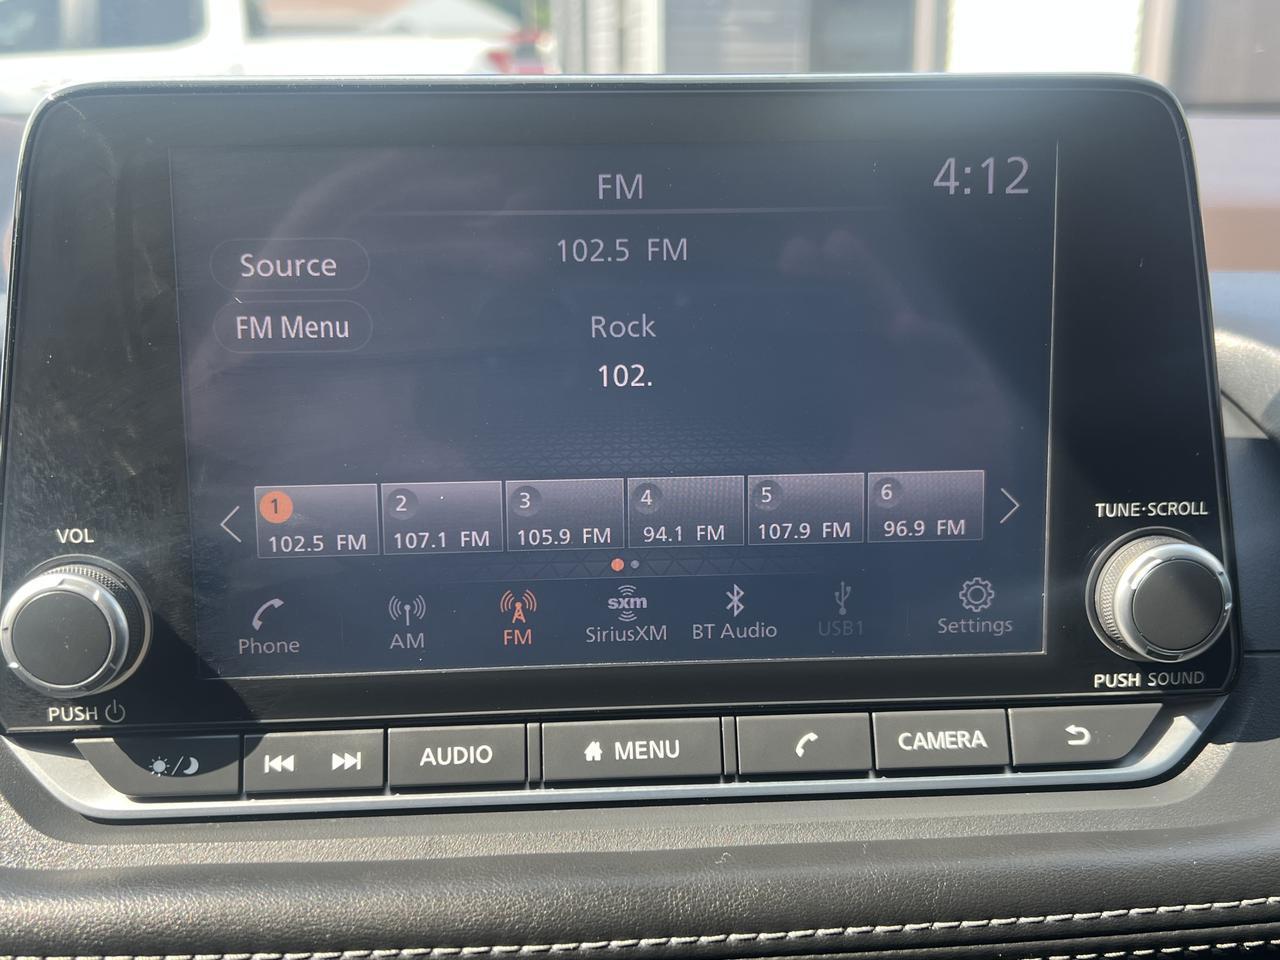 FM
4:12
102.5 FM
Source
FM Menu
Rock
102.
1 2 3 4 5 6
102.5 FM 107.1 FM 105.9 FM 94.1 FM 107.9 FM 96.9 FM
Phone AM FM sxm SiriusXM BT Audio USB1 Settings
VOL
PUSH
TUNE·SCROLL
PUSH SOUND
AUDIO MENU CAMERA